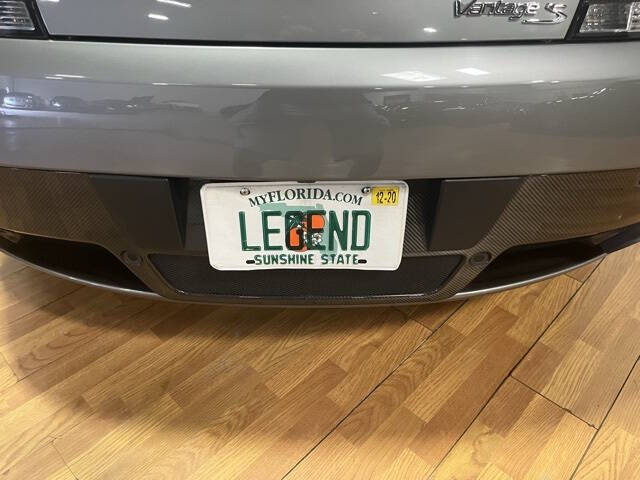 Vantage S
MYFLORIDA.COM 12-20
LEGEND
SUNSHINE STATE